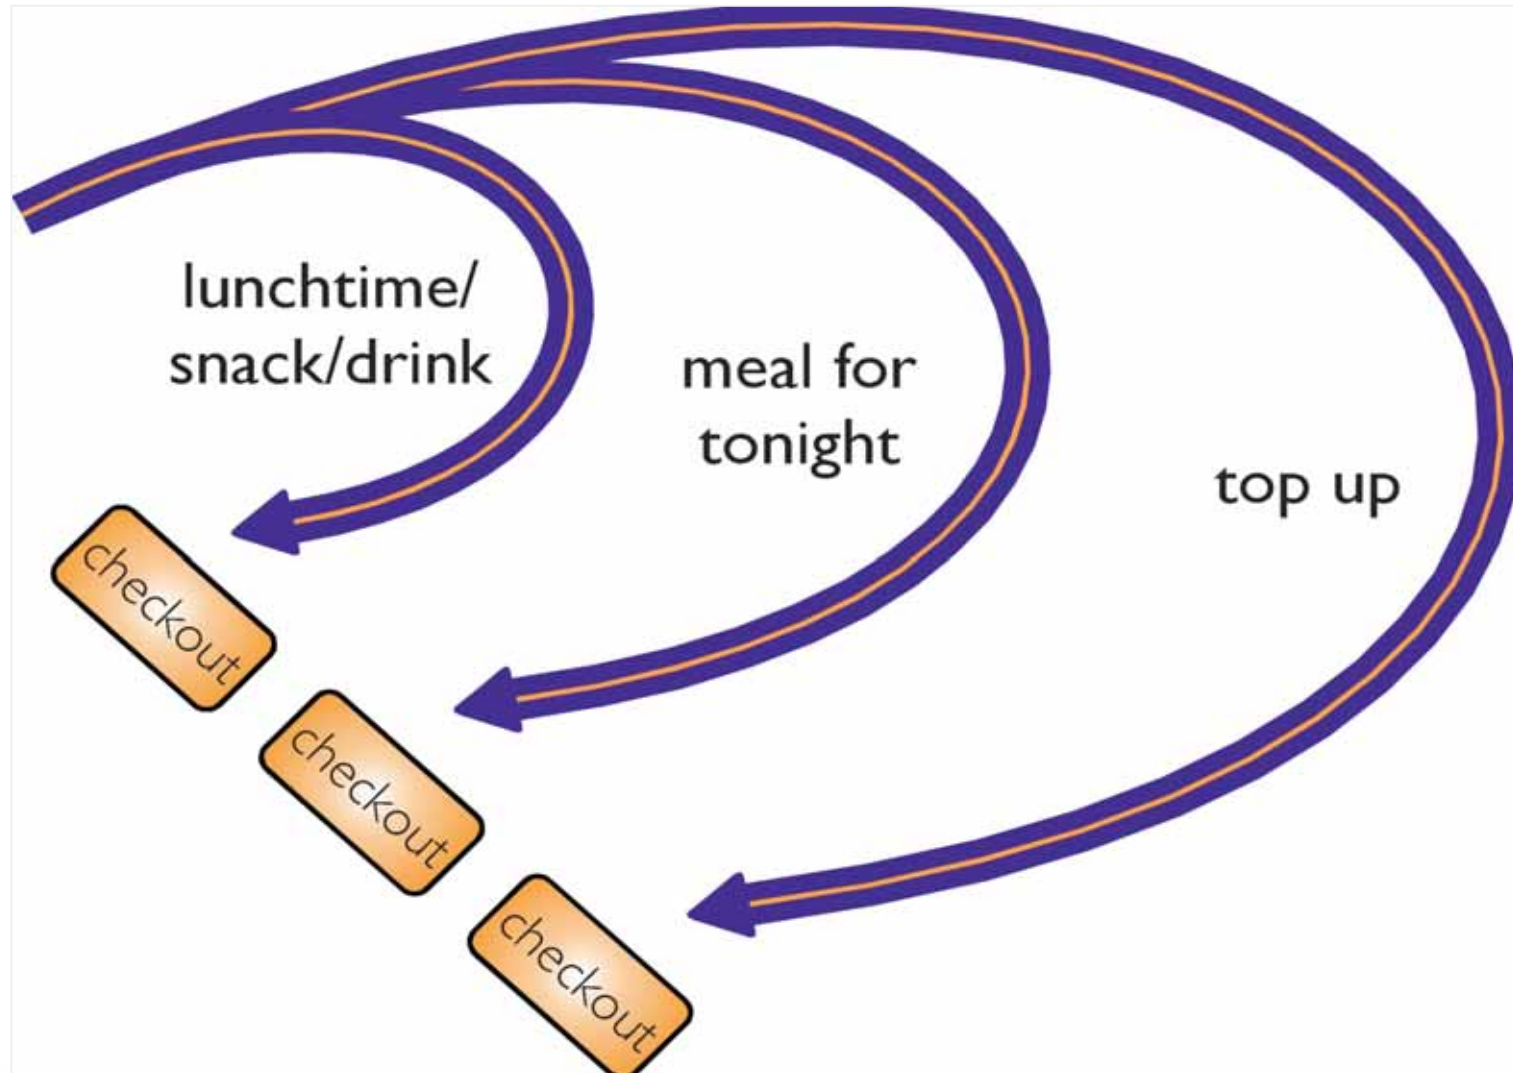 lunchtime/
snack/drink
meal for
tonight
top up
checkout
checkout
checkout